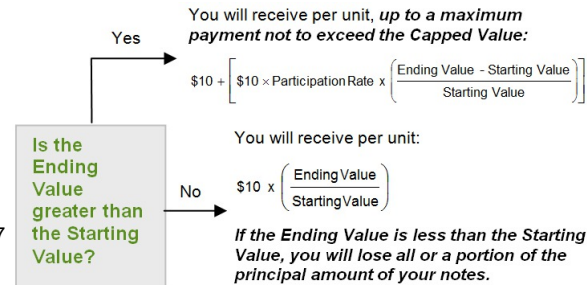 You will receive per unit, up to a maximum
payment not to exceed the Capped Value:
Yes
$10 + [$10 × Participation Rate x (Ending Value - Starting Value / Starting Value)]
Is the
Ending
Value
greater than
the Starting
Value?
No
You will receive per unit:
$10 x (Ending Value / Starting Value)
If the Ending Value is less than the Starting
Value, you will lose all or a portion of the
principal amount of your notes.